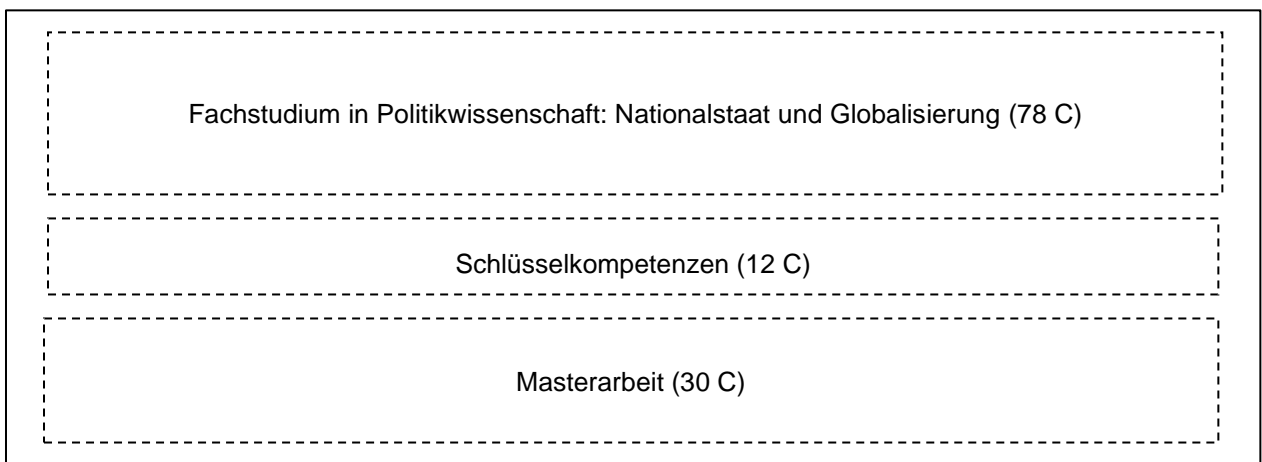 Fachstudium in Politikwissenschaft: Nationalstaat und Globalisierung (78 C)
Schlüsselkompetenzen (12 C)
Masterarbeit (30 C)